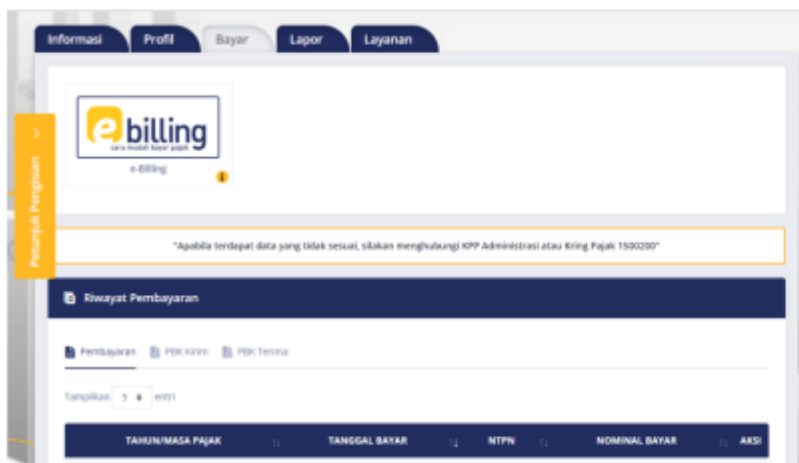 Informasi Profil Bayar Lapor Layanan
e billing
cara mudah bayar pajak
e-Billing
Petunjuk Pengisian
"Apabila terdapat data yang tidak sesuai, silakan menghubungi KPP Administrasi atau Kring Pajak 1500200"
Riwayat Pembayaran
Pembayaran PBK Kirim PBK Terima
Tampilkan 5 entri
TAHUN/MASA PAJAK TANGGAL BAYAR NTPN NOMINAL BAYAR AKSI